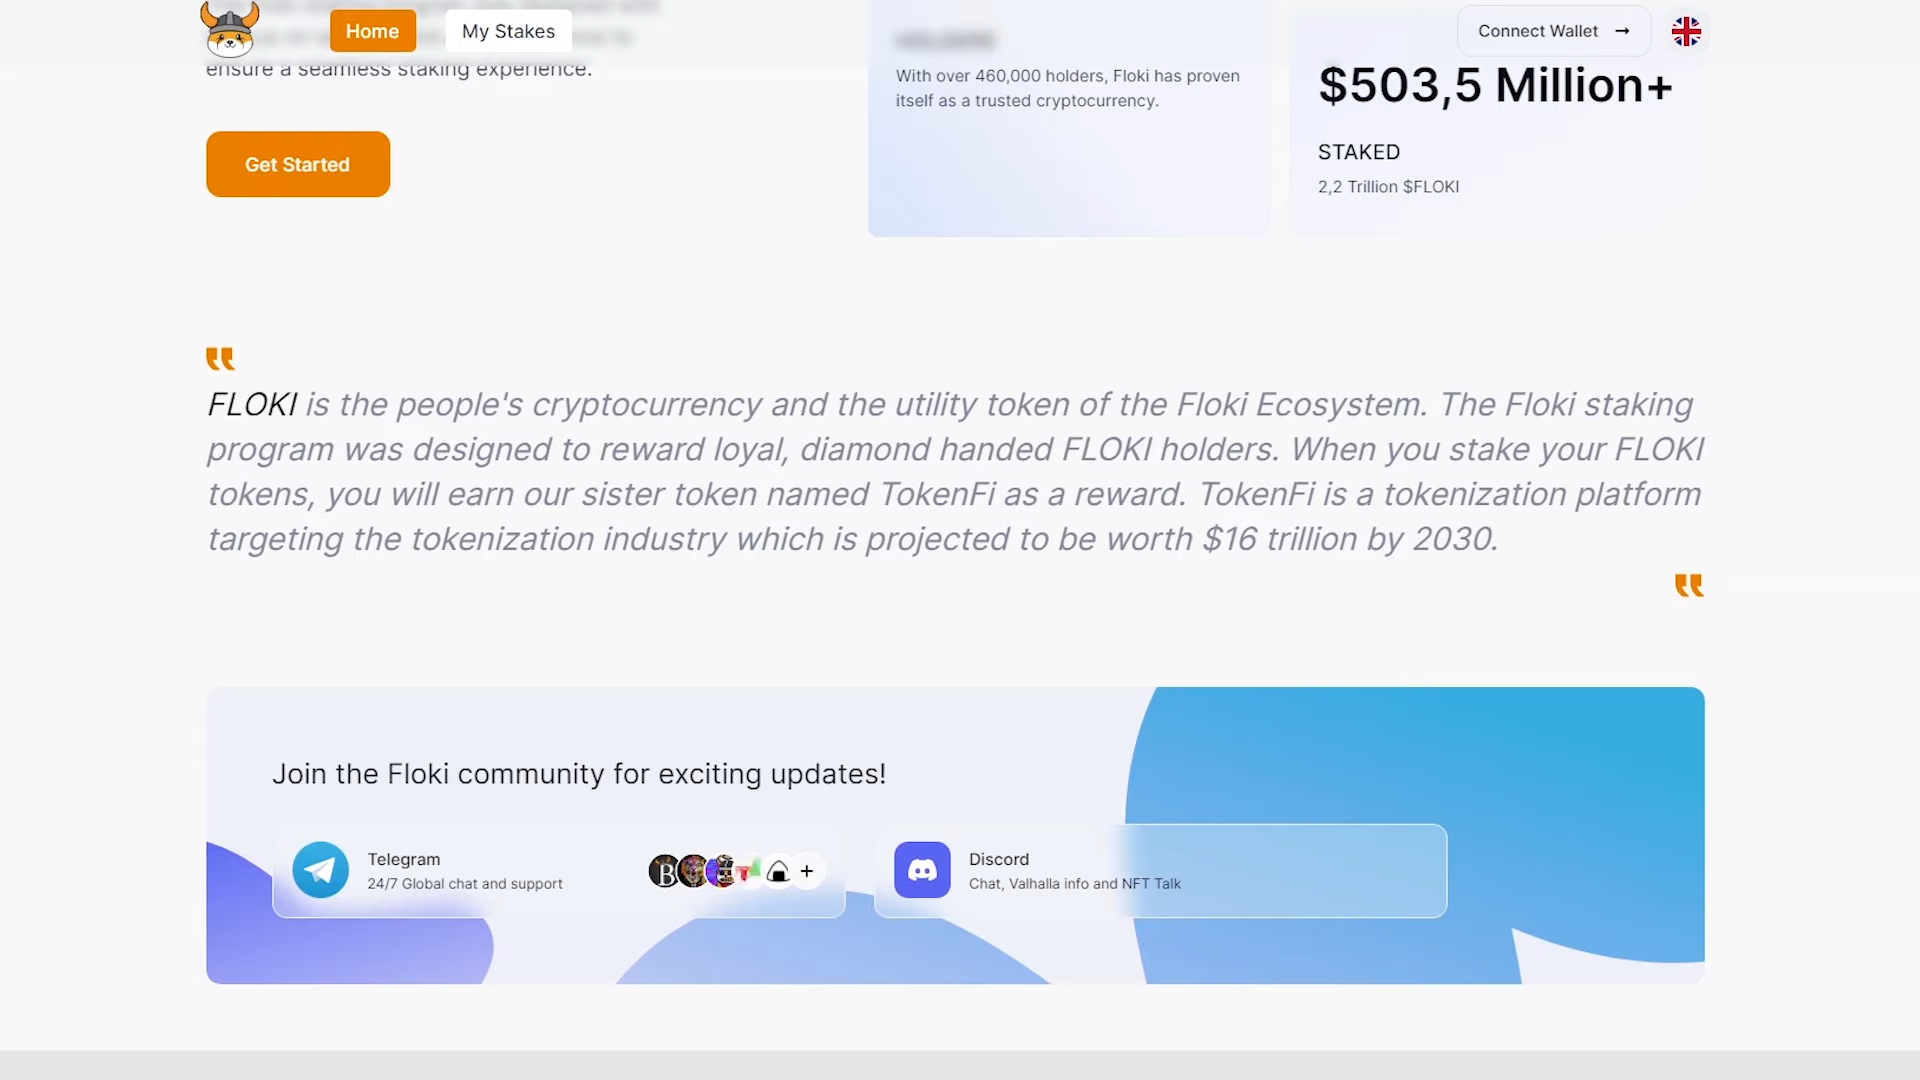 Home
My Stakes
Connect Wallet
ensure a seamless staking experience.
Get Started
HOLDERS
With over 460,000 holders, Floki has proven
itself as a trusted cryptocurrency.
$503,5 Million+
STAKED
2,2 Trillion $FLOKI
FLOKI is the people's cryptocurrency and the utility token of the Floki Ecosystem. The Floki staking
program was designed to reward loyal, diamond handed FLOKI holders. When you stake your FLOKI
tokens, you will earn our sister token named TokenFi as a reward. TokenFi is a tokenization platform
targeting the tokenization industry which is projected to be worth $16 trillion by 2030.
Join the Floki community for exciting updates!
Telegram
24/7 Global chat and support
B
+
Discord
Chat, Valhalla info and NFT Talk